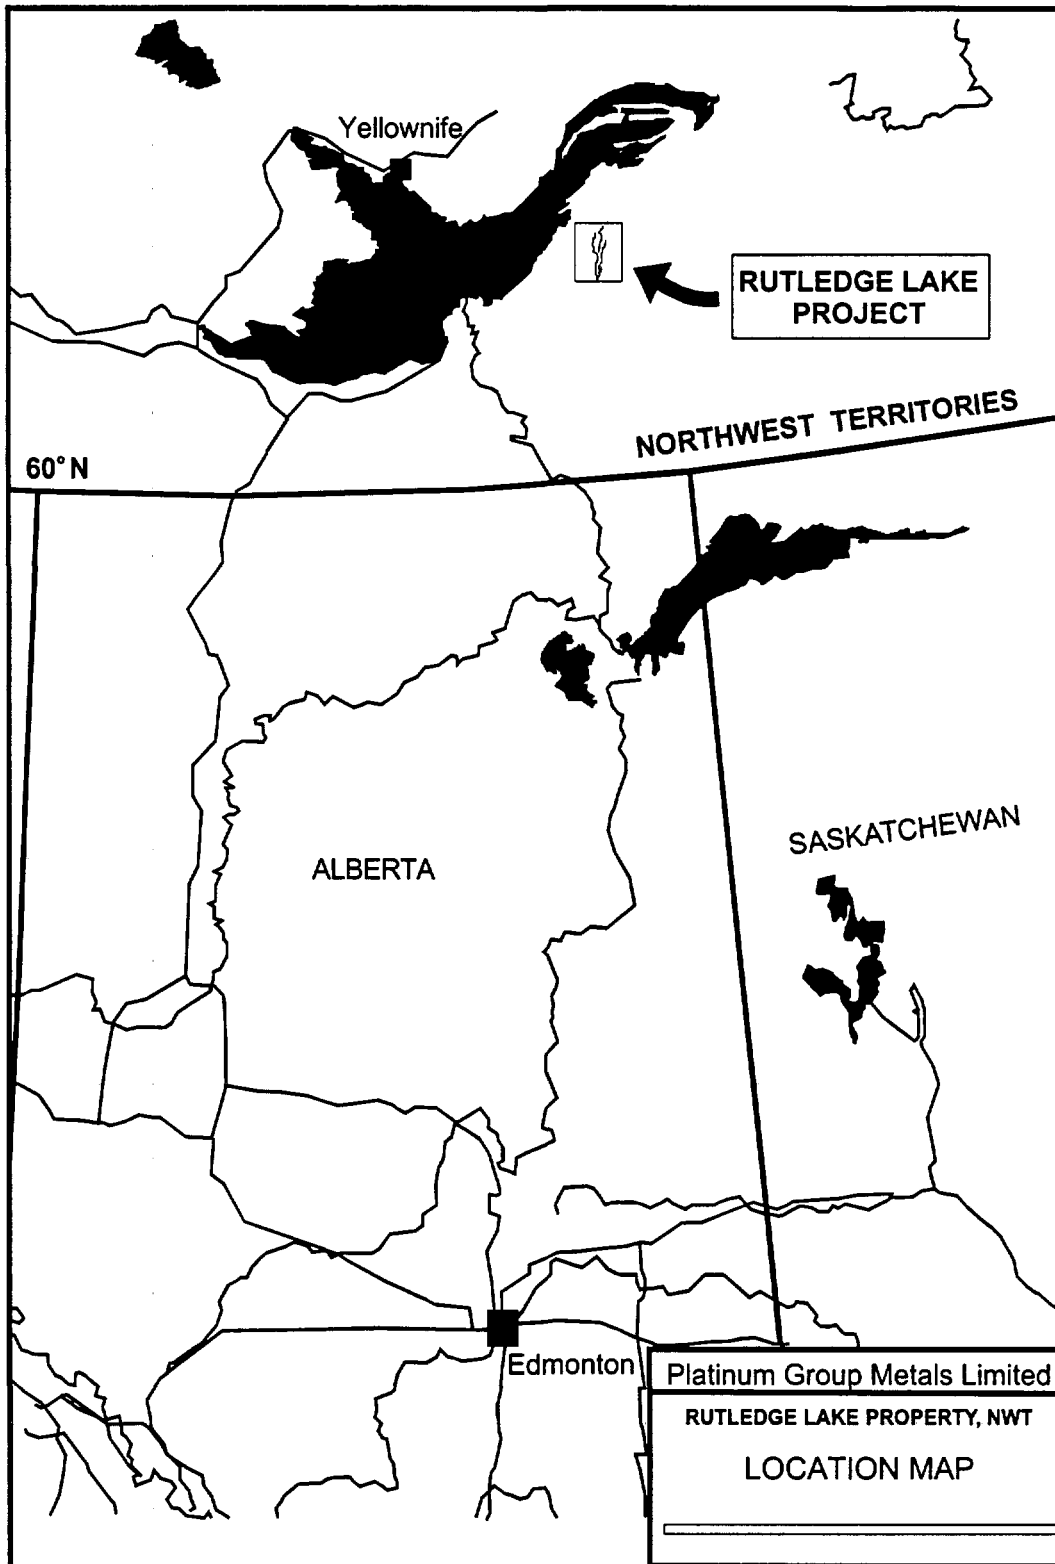 Yellownife
RUTLEDGE LAKE
PROJECT
NORTHWEST TERRITORIES
60° N
SASKATCHEWAN
ALBERTA
Edmonton
Platinum Group Metals Limited
RUTLEDGE LAKE PROPERTY, NWT
LOCATION MAP